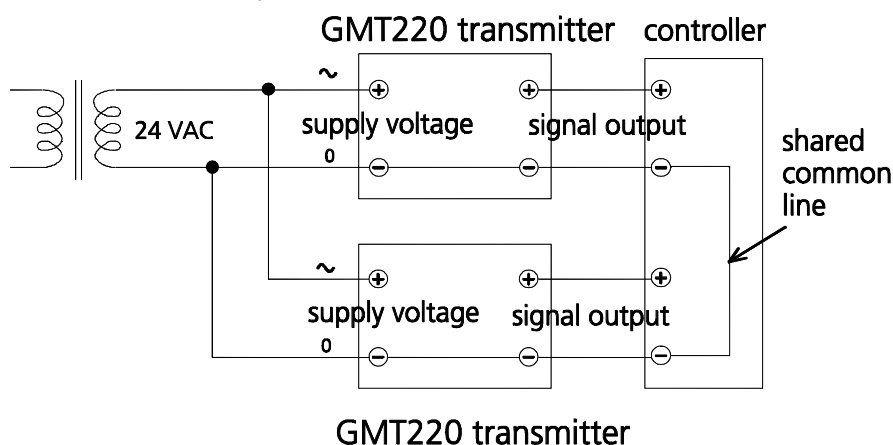 GMT220 transmitter
controller
~
+
+
+
24 VAC
supply voltage
signal output
shared
common
line
0
−
−
−
~
+
+
+
supply voltage
signal output
0
−
−
−
GMT220 transmitter